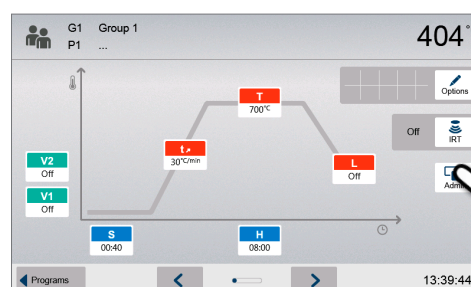 G1 Group 1
P1 ...
404°
Options
T
700°C
Off
IRT
t↗
30°C/min
V2
Off
L
Off
V1
Off
S
00:40
H
08:00
Programs
13:39:44